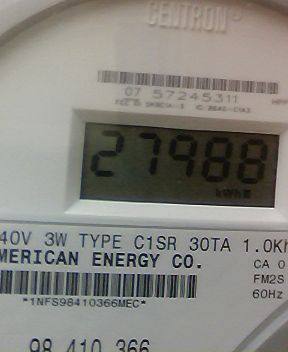 CENTRON®
07 57245311
27988
kWh
40V 3W TYPE C1SR 30TA 1.0Kh
MERICAN ENERGY CO.
CA 0
FM2S
60Hz
*1NFS98410366MEC*
98 410 366